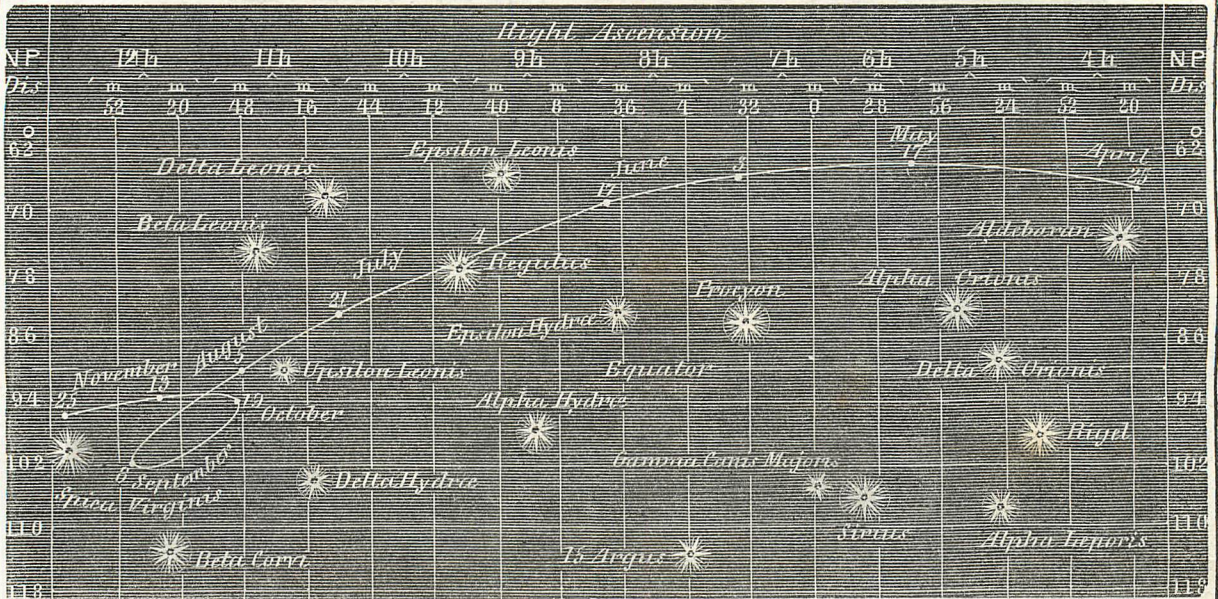 Right Ascension
NP 12h 11h 10h 9h 8h 7h 6h 5h 4h NP
Dis m m m m m m m m m m m m m m m m m Dis
52 20 48 16 44 12 40 8 36 4 32 0 28 56 24 52 20
o May o
62 Epsilon Leonis 17 April 62
Delta Leonis June 3 25
70 17 70
Beta Leonis 4 Aldebaran
July Regulus
78 Alpha Orionis 78
21 Procyon
86 August Epsilon Hydræ 86
November 5 Upsilon Leonis Equator Delta Orionis
13
94 25 19 October Alpha Hydræ 94
Rigel
102 Gamma Canis Majoris 102
6 September Delta Hydræ
Spica Virginis
110 Sirius 110
Beta Corvi 15 Argus Alpha Leporis
118 118